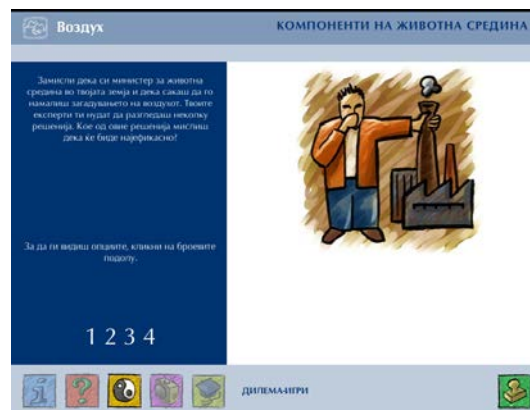 Воздух
КОМПОНЕНТИ НА ЖИВОТНА СРЕДИНА
Замисли дека си министер за животна
средина во твојата земја и дека сакаш да го
намалиш загадувањето на воздухот. Твоите
експерти ти нудат да разгледаш неколку
решенија. Кое од овие решенија мислиш
дека ќе биде најефикасно?
За да ги видиш опциите, кликни на броевите
подолу.
1 2 3 4
ДИЛЕМА-ИГРИ